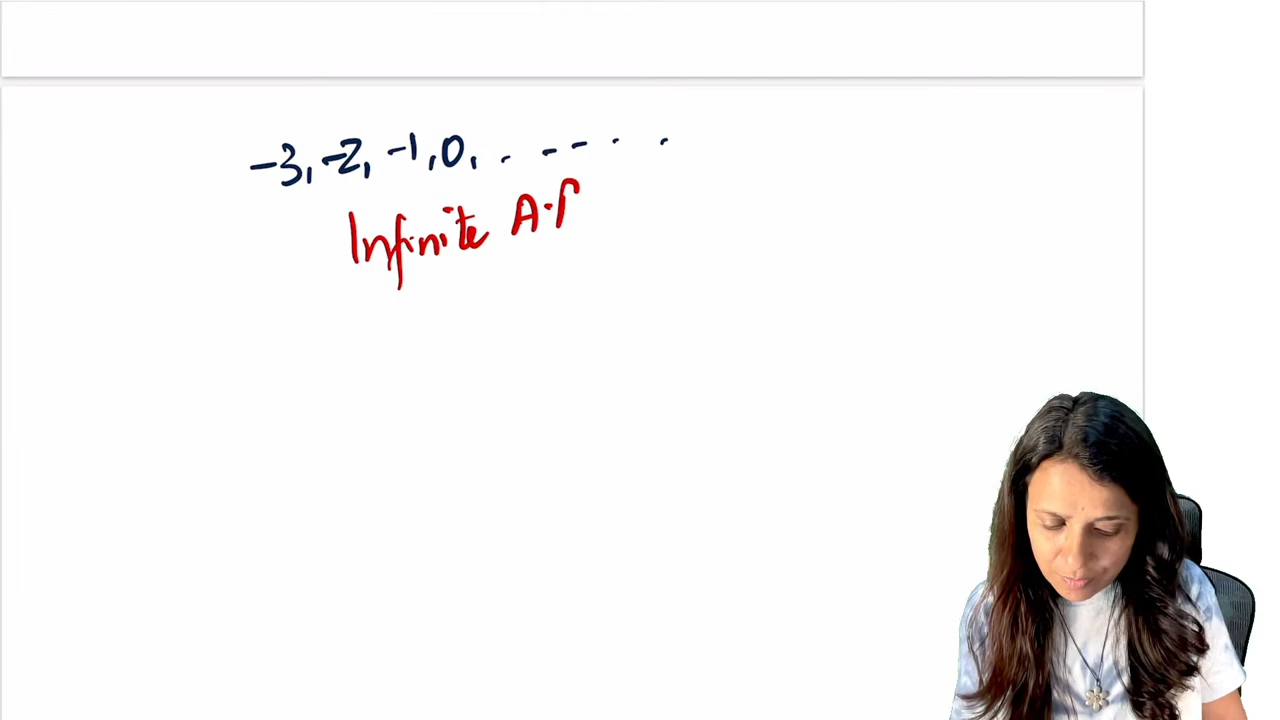 -3, -2, -1, 0, . - - . .
Infinite A.P